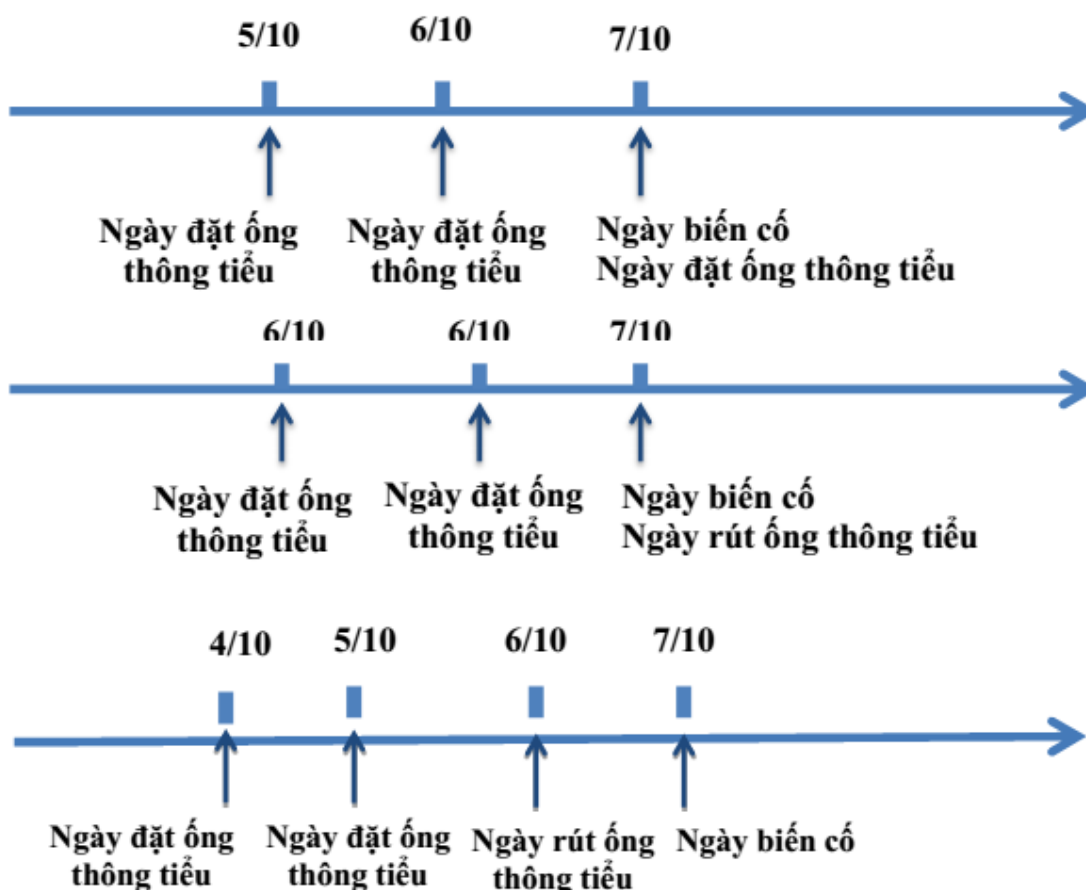 5/10 6/10 7/10
Ngày đặt ống Ngày đặt ống Ngày biến cố
thông tiểu thông tiểu Ngày đặt ống thông tiểu
6/10 6/10 7/10
Ngày đặt ống Ngày đặt ống Ngày biến cố
thông tiểu thông tiểu Ngày rút ống thông tiểu
4/10 5/10 6/10 7/10
Ngày đặt ống Ngày đặt ống Ngày rút ống Ngày biến cố
thông tiểu thông tiểu thông tiểu